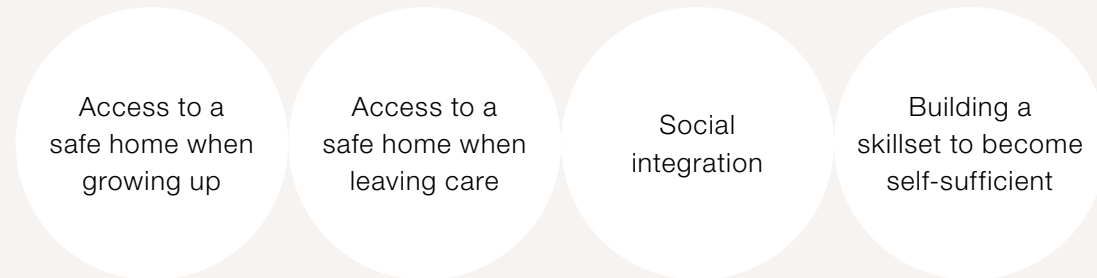 Access to a
safe home when
growing up
Access to a
safe home when
leaving care
Social
integration
Building a
skillset to become
self-sufficient